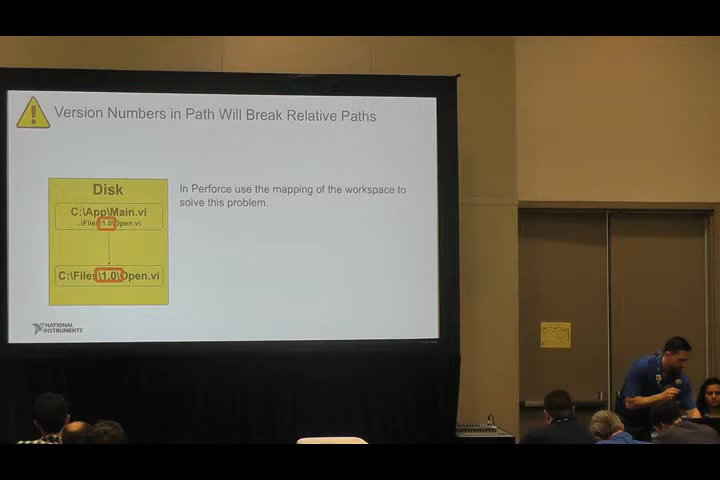 Version Numbers in Path Will Break Relative Paths
Disk
C:\App\Main.vi
..\Files\1.0\Open.vi
C:\Files\1.0\Open.vi
In Perforce use the mapping of the workspace to
solve this problem.
NATIONAL
INSTRUMENTS